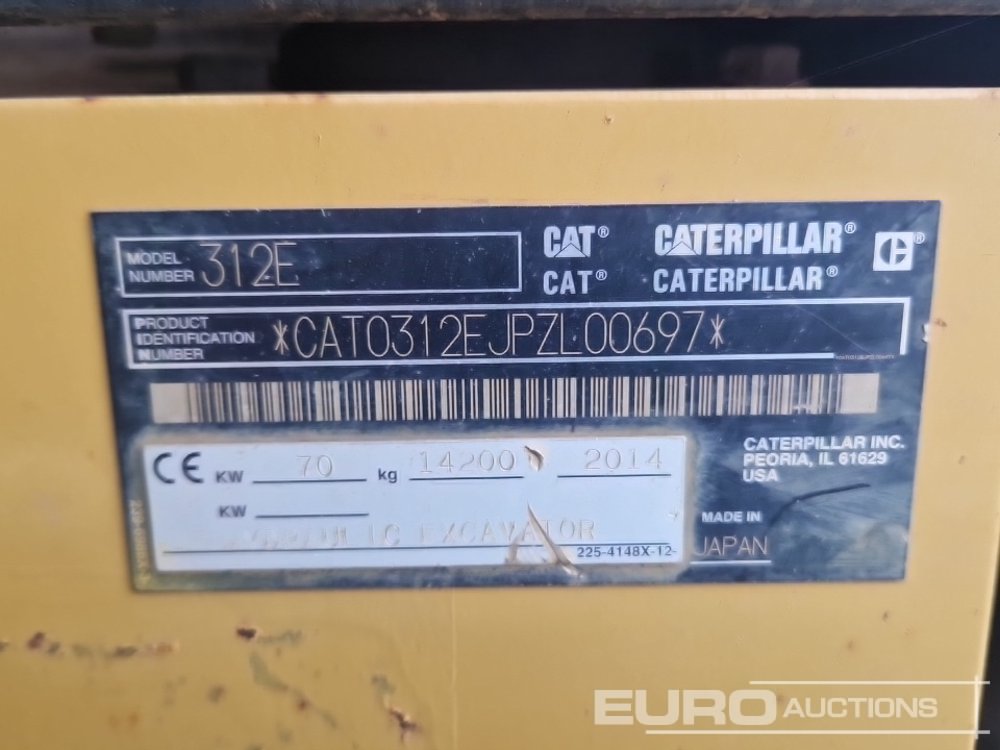 MODEL NUMBER 312E
CAT® CATERPILLAR®
CAT® CATERPILLAR®
PRODUCT IDENTIFICATION NUMBER *CAT0312EJPZL00697*
CE KW 70 kg 14200 2014
KW
EXCAVATOR
225-4148X-12-
CATERPILLAR INC.
PEORIA, IL 61629
USA
MADE IN
JAPAN
EURO AUCTIONS